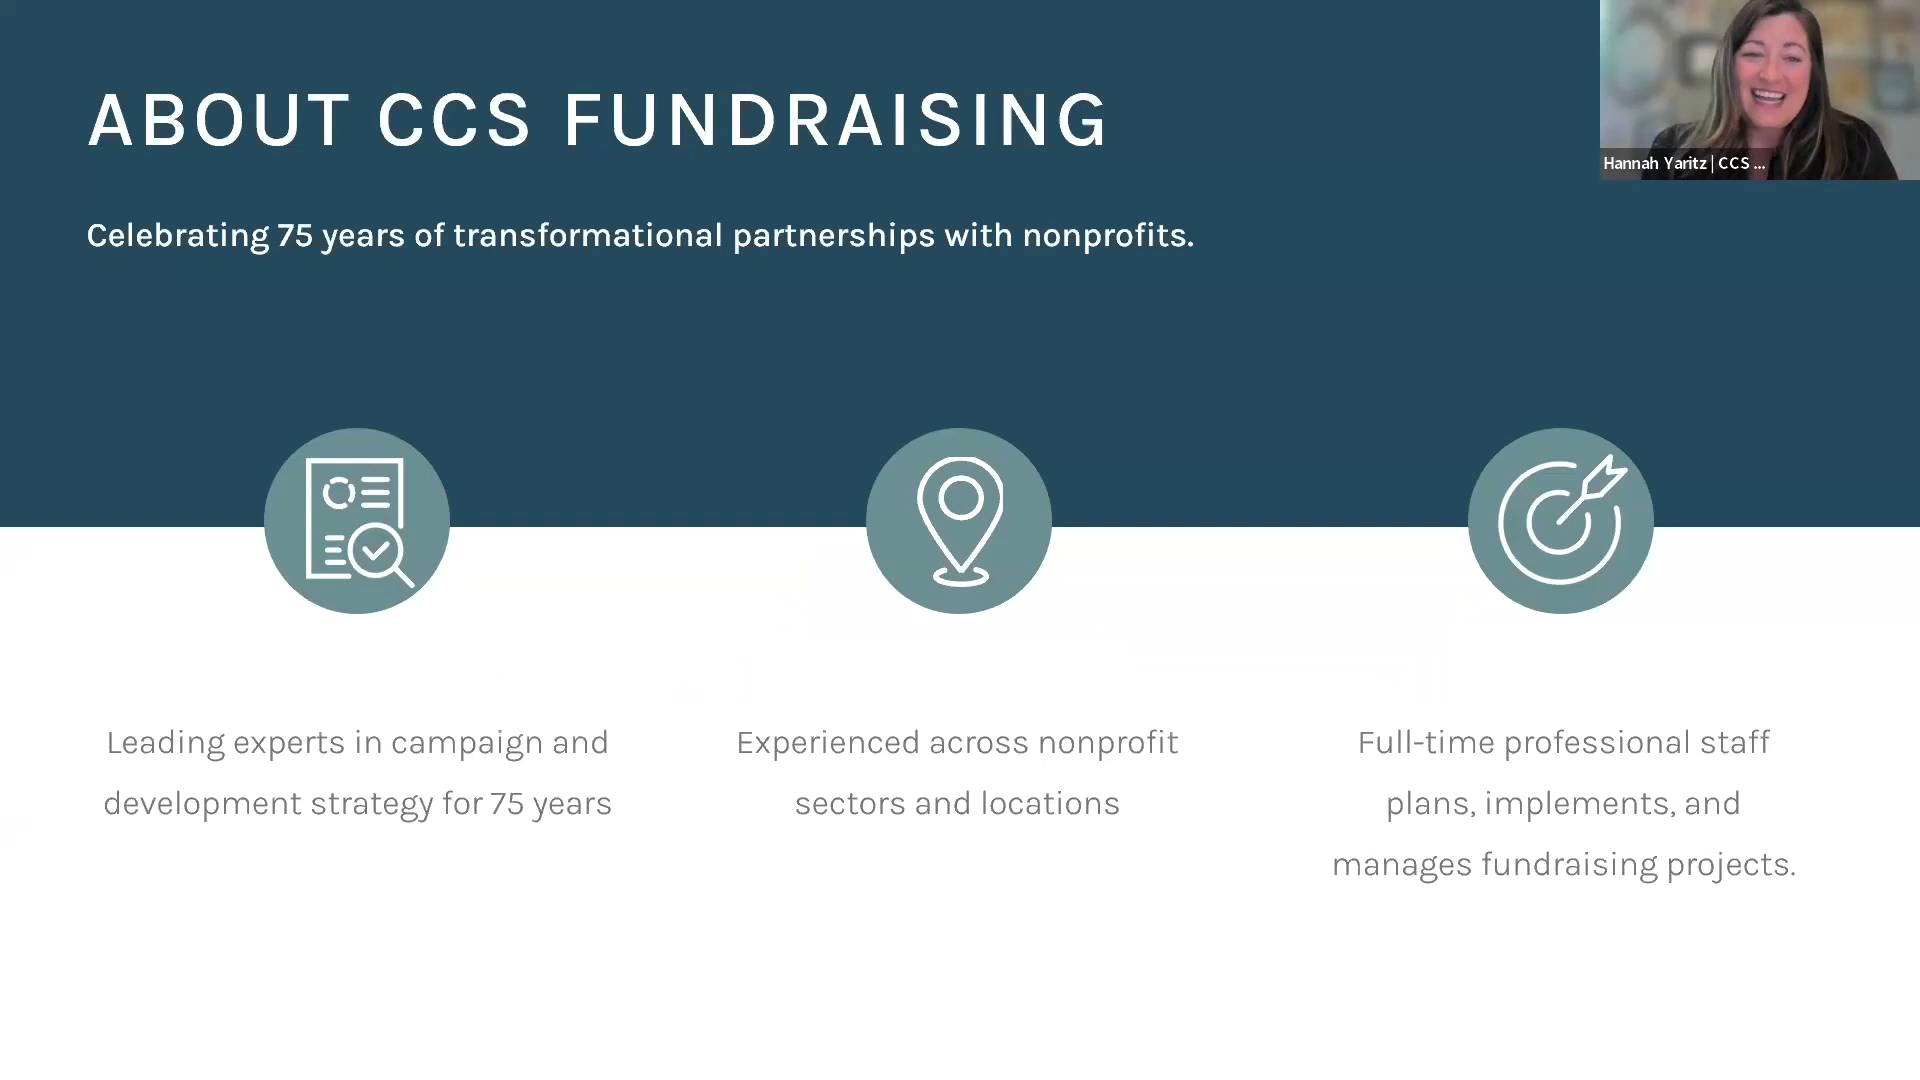 ABOUT CCS FUNDRAISING
Hannah Yaritz | CCS ...
Celebrating 75 years of transformational partnerships with nonprofits.
Leading experts in campaign and
development strategy for 75 years
Experienced across nonprofit
sectors and locations
Full-time professional staff
plans, implements, and
manages fundraising projects.